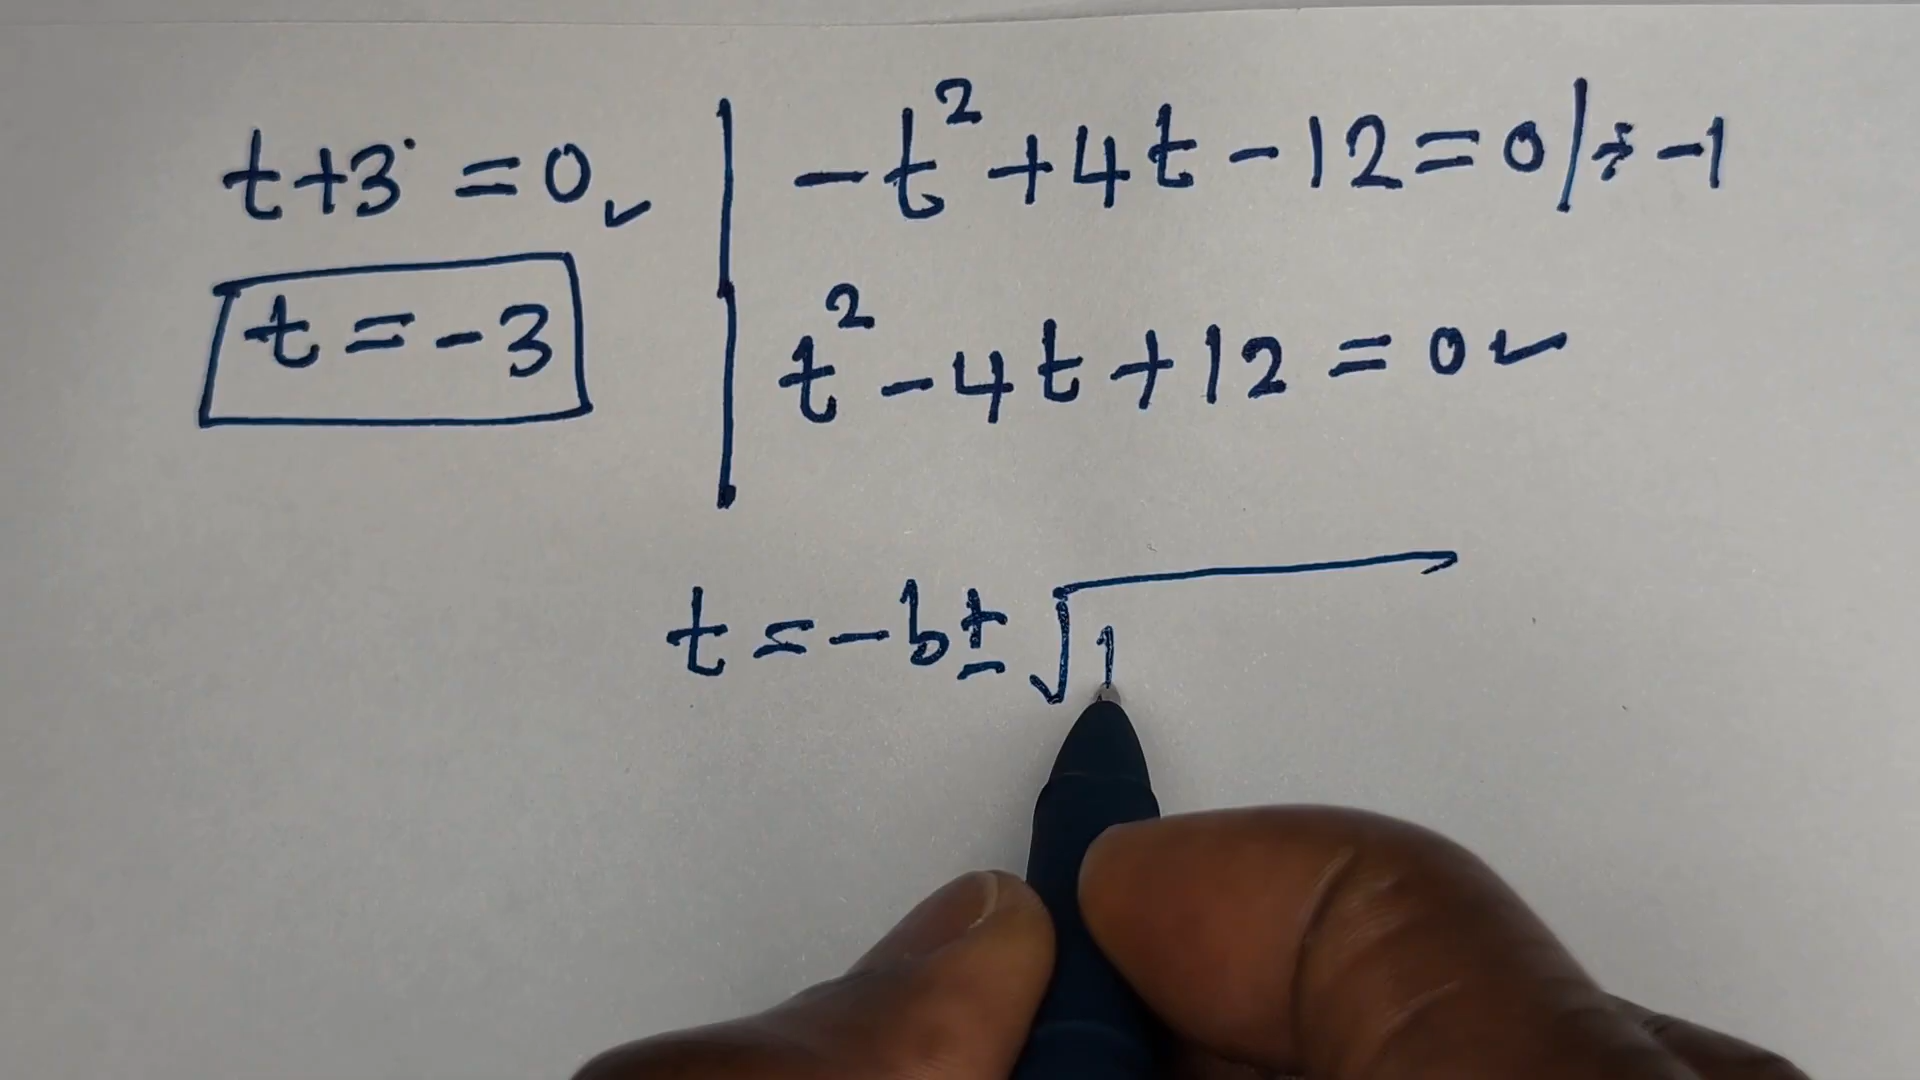 t+3 = 0
t = -3
-t² + 4t - 12 = 0 / ÷ -1
t² - 4t + 12 = 0
t = -b ± √